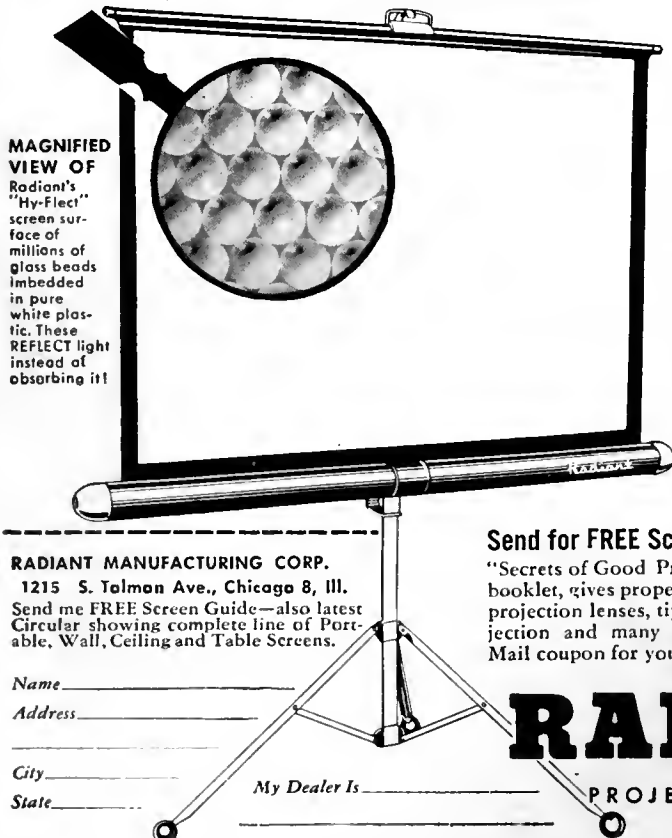 MAGNIFIED
VIEW OF
Radiant's
"Hy-Flect"
screen sur-
face of
millions of
glass beads
imbedded
in pure
white plas-
tic. These
REFLECT light
instead of
absorbing it!
Radiant
RADIANT MANUFACTURING CORP.
1215 S. Talman Ave., Chicago 8, Ill.
Send me FREE Screen Guide—also latest
Circular showing complete line of Port-
able, Wall, Ceiling and Table Screens.
Name
Address
City
State
My Dealer Is
Send for FREE Sc
"Secrets of Good P
booklet, gives prope
projection lenses, ti
jection and many
Mail coupon for you
RA
PROJE